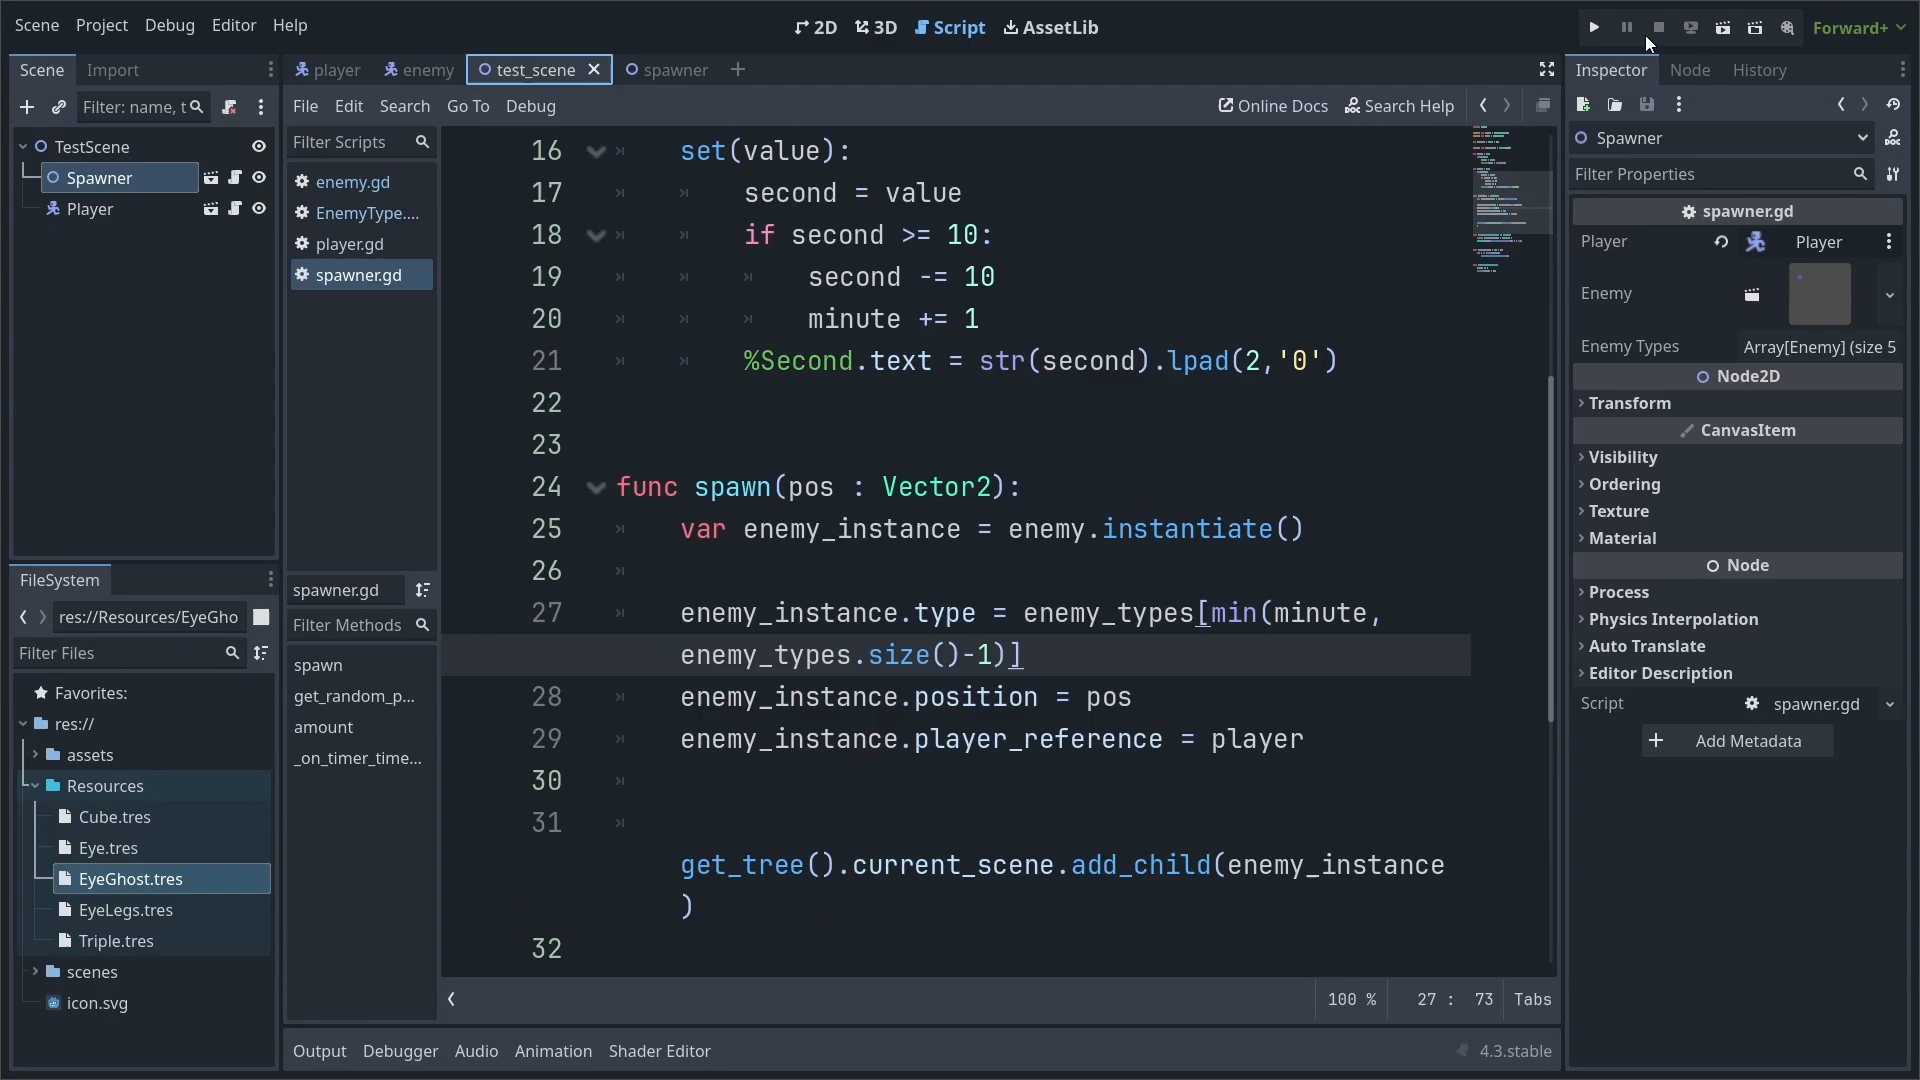 Scene Project Debug Editor Help
2D 3D Script AssetLib
Forward+
Scene Import
Filter: name, t
TestScene
Spawner
Player
FileSystem
res://Resources/EyeGho
Filter Files
Favorites:
res://
assets
Resources
Cube.tres
Eye.tres
EyeGhost.tres
EyeLegs.tres
Triple.tres
scenes
icon.svg
player enemy test_scene spawner
File Edit Search Go To Debug
Online Docs Search Help
Filter Scripts
enemy.gd
EnemyType....
player.gd
spawner.gd
spawner.gd
Filter Methods
spawn
get_random_p...
amount
_on_timer_time...
16 set(value):
17 second = value
18 if second >= 10:
19 second -= 10
20 minute += 1
21 %Second.text = str(second).lpad(2,'0')
22
23
24 func spawn(pos : Vector2):
25 var enemy_instance = enemy.instantiate()
26
27 enemy_instance.type = enemy_types[min(minute,
enemy_types.size()-1)]
28 enemy_instance.position = pos
29 enemy_instance.player_reference = player
30
31
get_tree().current_scene.add_child(enemy_instance
)
32
100 % 27 : 73 Tabs
Output Debugger Audio Animation Shader Editor
4.3.stable
Inspector Node History
Spawner
Filter Properties
spawner.gd
Player Player
Enemy
Enemy Types Array[Enemy] (size 5
Node2D
Transform
CanvasItem
Visibility
Ordering
Texture
Material
Node
Process
Physics Interpolation
Auto Translate
Editor Description
Script spawner.gd
Add Metadata